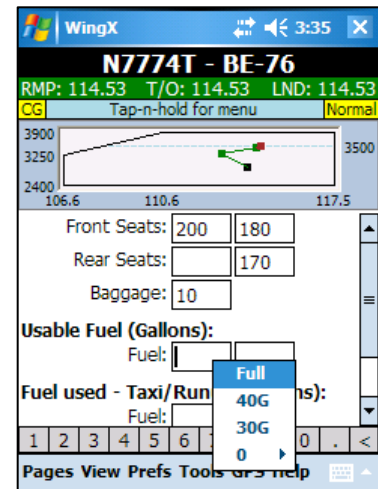 WingX 3:35 X
N7774T - BE-76
RMP: 114.53 T/O: 114.53 LND: 114.53
CG Tap-n-hold for menu Normal
3900
3250 3500
2400
106.6 110.6 117.5
Front Seats: 200 180
Rear Seats: 170
Baggage: 10
Usable Fuel (Gallons):
Fuel:
Full
Fuel used - Taxi/Run s):
40G
Fuel:
30G
0
1 2 3 4 5 6 0 . <
Pages View Prefs Tools GPS Help